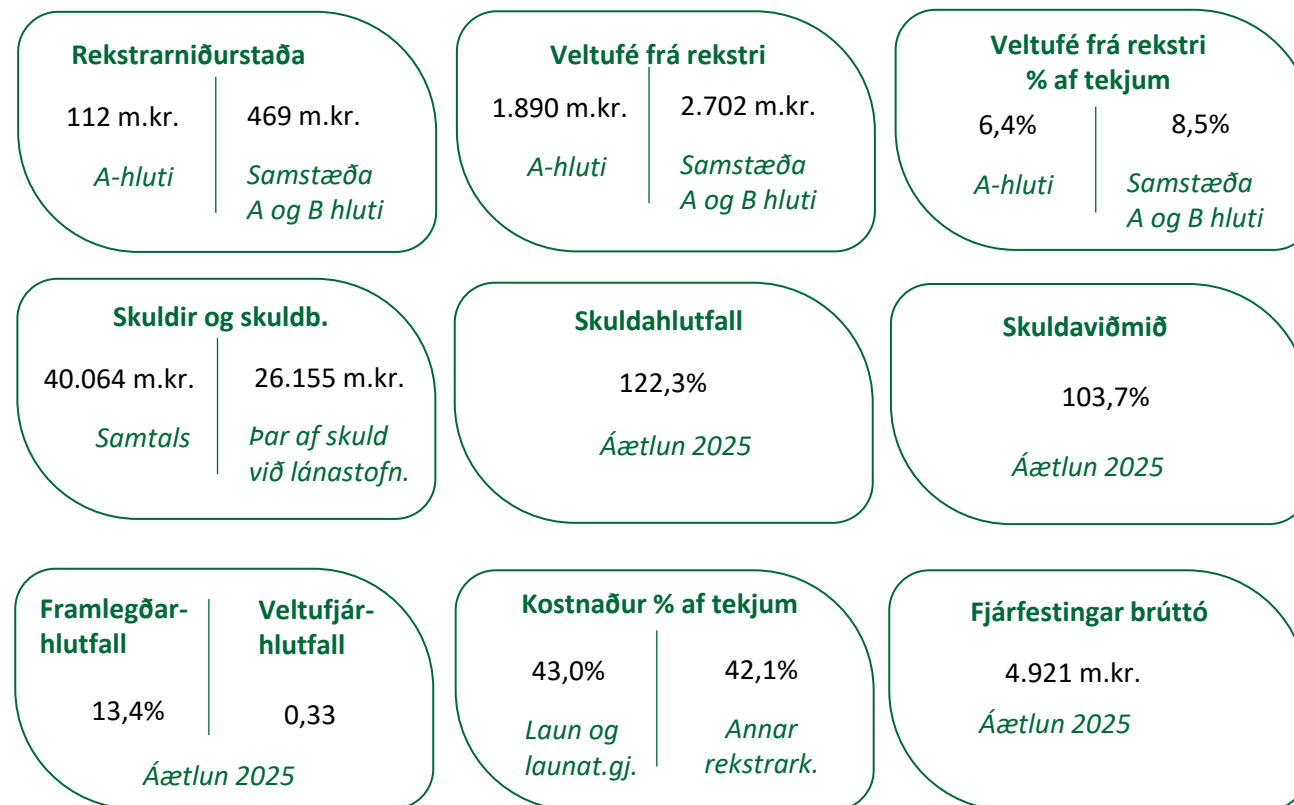 Rekstrarniðurstaða
112 m.kr.
A-hluti
469 m.kr.
Samstæða
A og B hluti
Veltufé frá rekstri
1.890 m.kr.
A-hluti
2.702 m.kr.
Samstæða
A og B hluti
Veltufé frá rekstri
% af tekjum
6,4%
A-hluti
8,5%
Samstæða
A og B hluti
Skuldir og skuldb.
40.064 m.kr.
Samtals
26.155 m.kr.
Þar af skuld
við lánastofn.
Skuldahlutfall
122,3%
Áætlun 2025
Skuldaviðmið
103,7%
Áætlun 2025
Framlegðar-
hlutfall
13,4%
Veltufjár-
hlutfall
0,33
Áætlun 2025
Kostnaður % af tekjum
43,0%
Laun og
launat.gj.
42,1%
Annar
rekstrark.
Fjárfestingar brúttó
4.921 m.kr.
Áætlun 2025